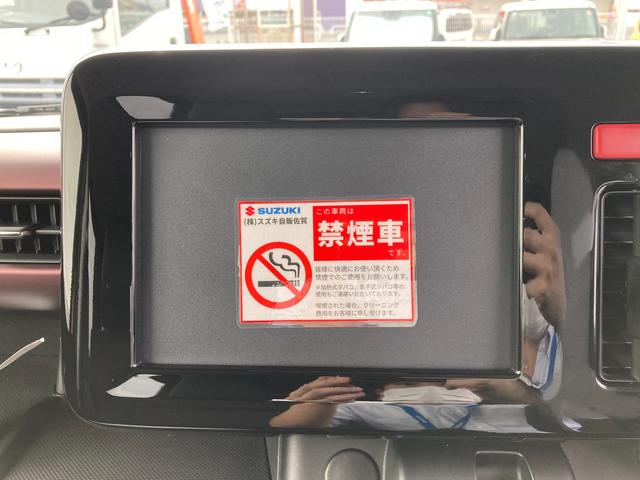 SUZUKI
(株)スズキ自販佐賀
この車両は
禁煙車
です。
皆様に快適にお使い頂くため
禁煙でのご使用をお願いします。
※加熱式タバコ、電子式タバコ等の
使用もご遠慮いただいております。
喫煙された場合、クリーニング
費用をお客様に申し受けます。